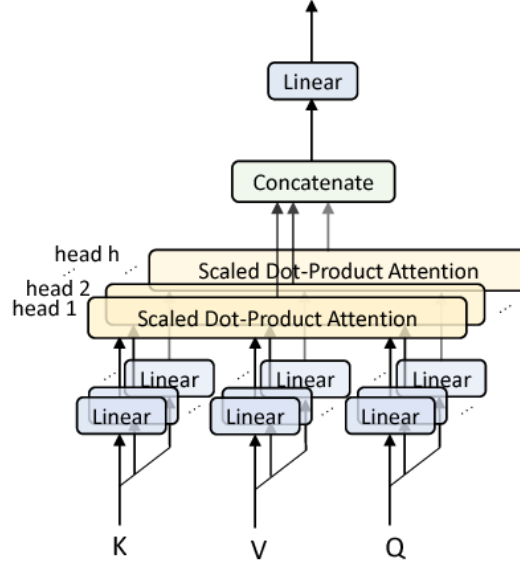 Linear
Concatenate
head h
Scaled Dot-Product Attention
head 2
head 1
Scaled Dot-Product Attention
Linear Linear Linear
Linear Linear Linear
K V Q